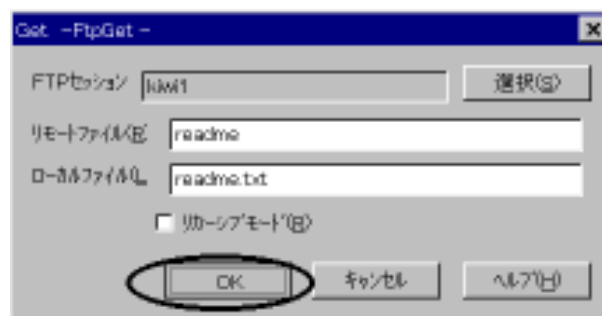 Get -FtpGet-
FTPセッション kiwi1 選択(S)
リモートファイル(R) readme
ローカルファイル(L readme.txt
リカーシブモード(R)
OK キャンセル ヘルプ(H)